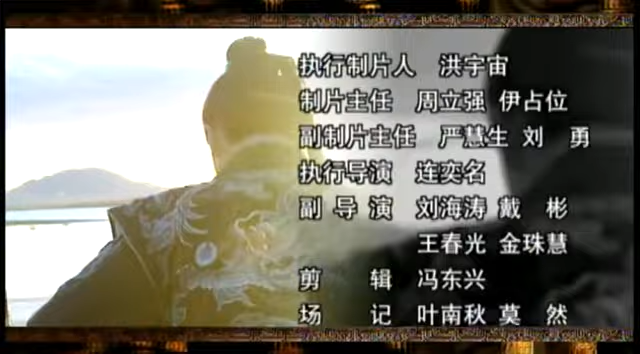 执行制片人 洪宇宙
制片主任 周立强 伊占位
副制片主任 严慧生 刘 勇
执行导演 连奕名
副导演 刘海涛 戴 彬
王春光 金珠慧
剪 辑 冯东兴
场 记 叶南秋 莫 然